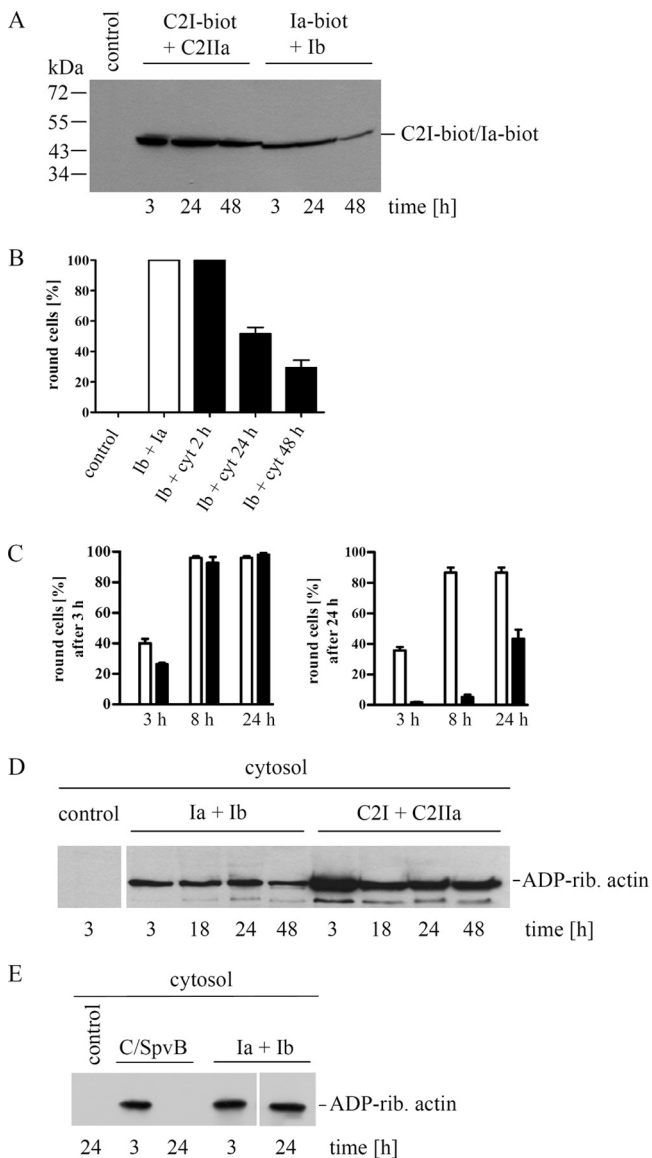 A
control
C2I-biot
+ C2IIa
Ia-biot
+ Ib
kDa
72
55
43
34
C2I-biot/Ia-biot
3 24 48 3 24 48 time [h]
B
round cells [%]
100
80
60
40
20
0
control
Ib + Ia
Ib + cyt 2 h
Ib + cyt 24 h
Ib + cyt 48 h
C
round cells [%]
after 3 h
100
80
60
40
20
0
3 h 8 h 24 h
round cells [%]
after 24 h
100
80
60
40
20
0
3 h 8 h 24 h
D
cytosol
control Ia + Ib C2I + C2IIa
ADP-rib. actin
3 3 18 24 48 3 18 24 48 time [h]
E
cytosol
control
C/SpvB Ia + Ib
ADP-rib. actin
24 3 24 3 24 time [h]